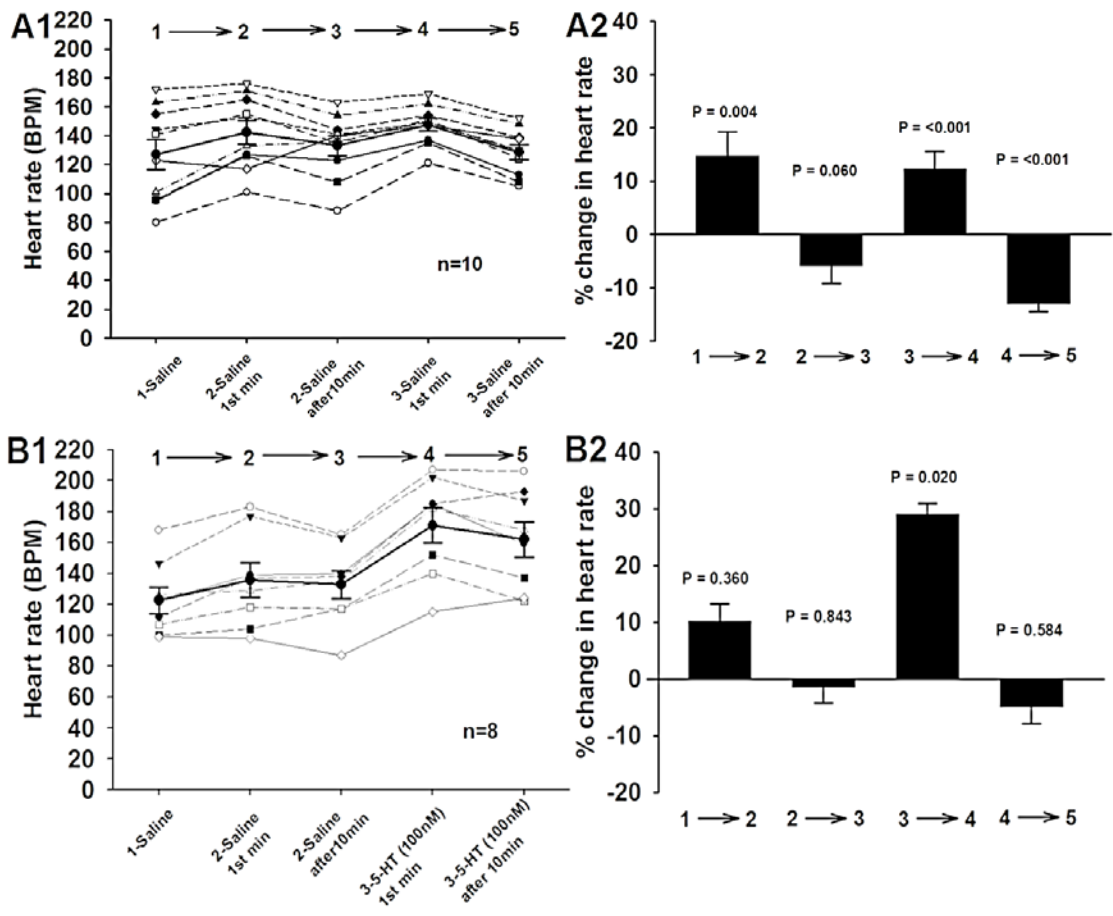 A1
220
200
180
160
140
120
100
80
60
40
20
0
Heart rate (BPM)
1 2 3 4 5
n=10
1-Saline
2-Saline
1st min
2-Saline
after10min
3-Saline
1st min
3-Saline
after 10min
A2
40
30
20
10
0
-10
-20
% change in heart rate
P = 0.004
P = 0.060
P = <0.001
P = <0.001
1 2 2 3 3 4 4 5
B1
220
200
180
160
140
120
100
80
60
40
20
0
Heart rate (BPM)
1 2 3 4 5
n=8
1-Saline
2-Saline
1st min
2-Saline
after10min
3-5-HT (100nM)
1st min
3-5-HT (100nM)
after 10min
B2
40
30
20
10
0
-10
-20
% change in heart rate
P = 0.360
P = 0.843
P = 0.020
P = 0.584
1 2 2 3 3 4 4 5